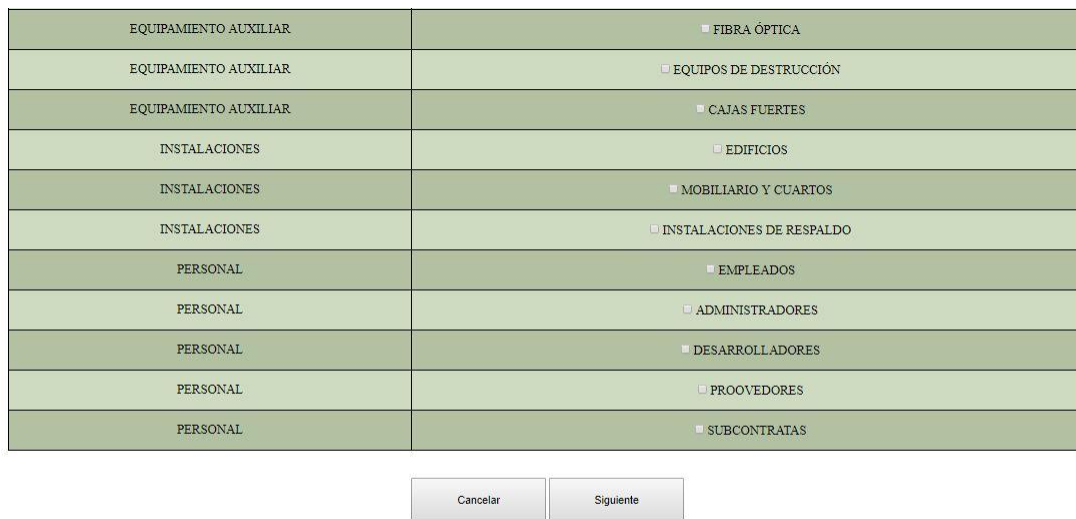 EQUIPAMIENTO AUXILIAR FIBRA ÓPTICA
EQUIPAMIENTO AUXILIAR EQUIPOS DE DESTRUCCIÓN
EQUIPAMIENTO AUXILIAR CAJAS FUERTES
INSTALACIONES EDIFICIOS
INSTALACIONES MOBILIARIO Y CUARTOS
INSTALACIONES INSTALACIONES DE RESPALDO
PERSONAL EMPLEADOS
PERSONAL ADMINISTRADORES
PERSONAL DESARROLLADORES
PERSONAL PROOVEDORES
PERSONAL SUBCONTRATAS
Cancelar Siguiente